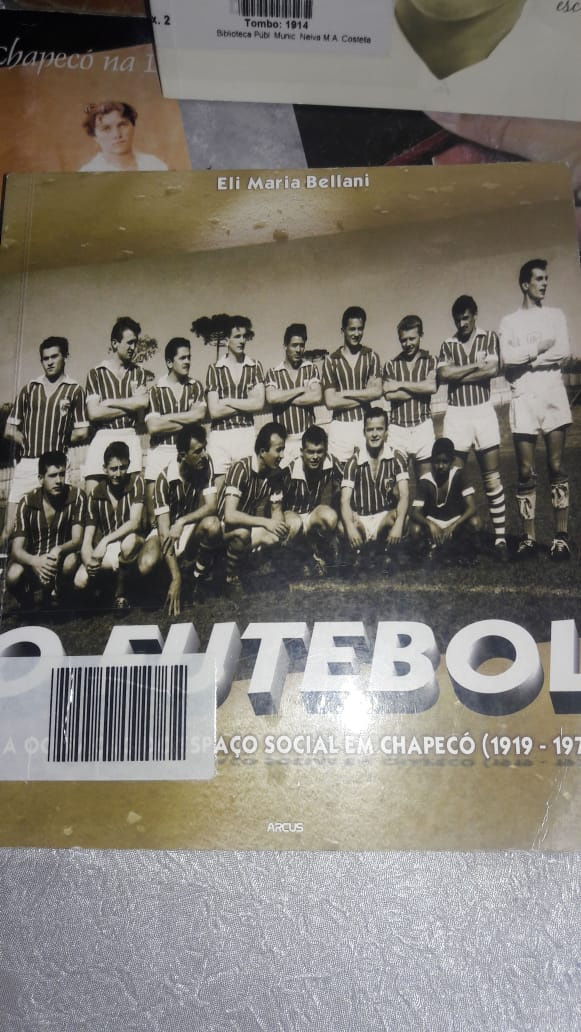 x. 2
Tombo: 1914
Biblioteca Públ. Munic. Neiva M.A. Costella
esc
Chapecó na
Eli Maria Bellani
O FUTEBOL
A SPAÇO SOCIAL EM CHAPECÓ (1919 - 197
ARCUS